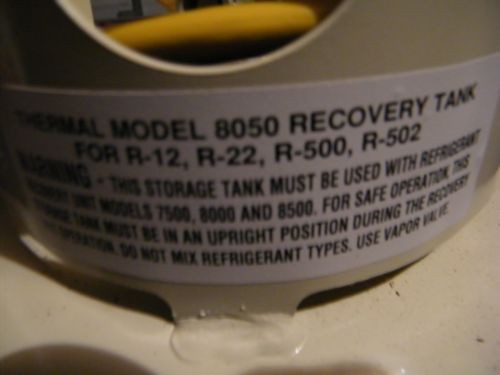 THERMAL MODEL 8050 RECOVERY TANK
FOR R-12, R-22, R-500, R-502
WARNING - THIS STORAGE TANK MUST BE USED WITH REFRIGERANT
RECOVERY UNIT MODELS 7500, 8000 AND 8500. FOR SAFE OPERATION, THIS
TANK MUST BE IN AN UPRIGHT POSITION DURING THE RECOVERY
OPERATION. DO NOT MIX REFRIGERANT TYPES. USE VAPOR VALVE.